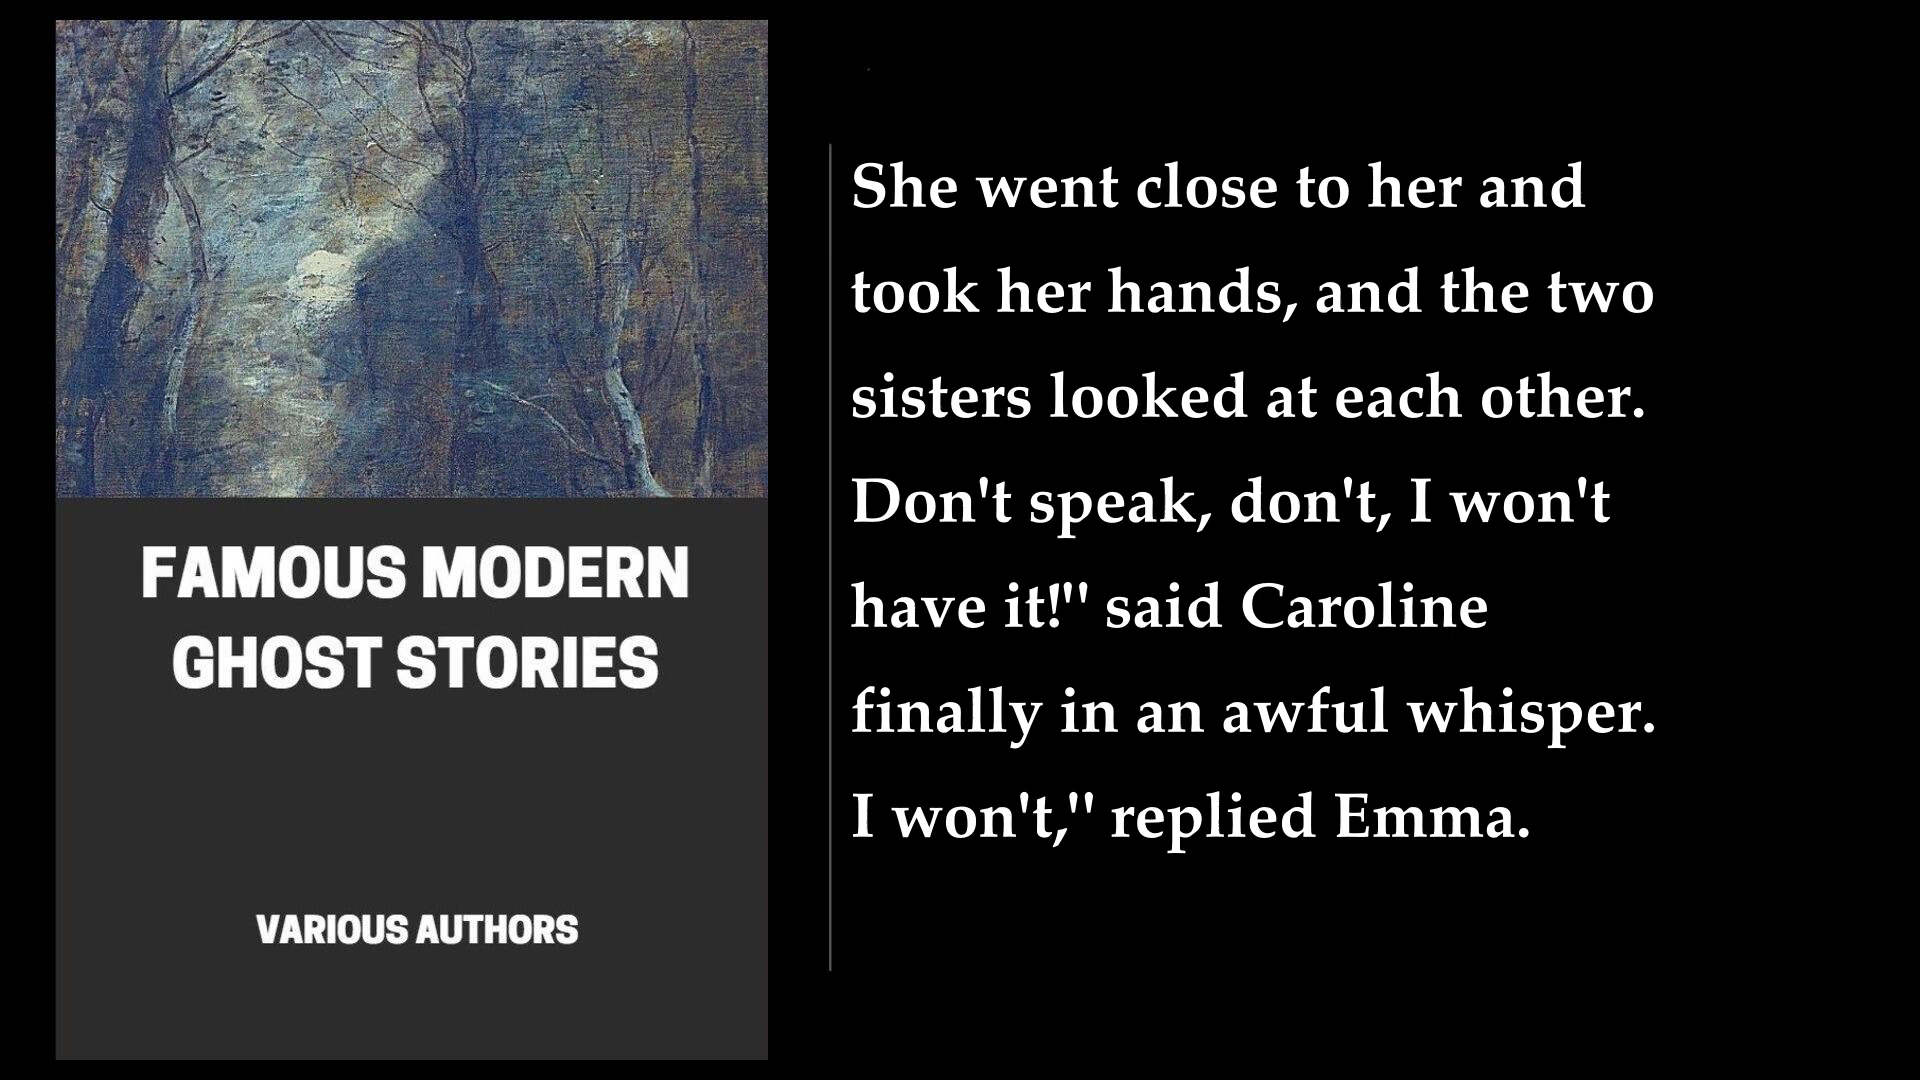 FAMOUS MODERN
GHOST STORIES
VARIOUS AUTHORS
She went close to her and
took her hands, and the two
sisters looked at each other.
Don't speak, don't, I won't
have it!" said Caroline
finally in an awful whisper.
I won't," replied Emma.